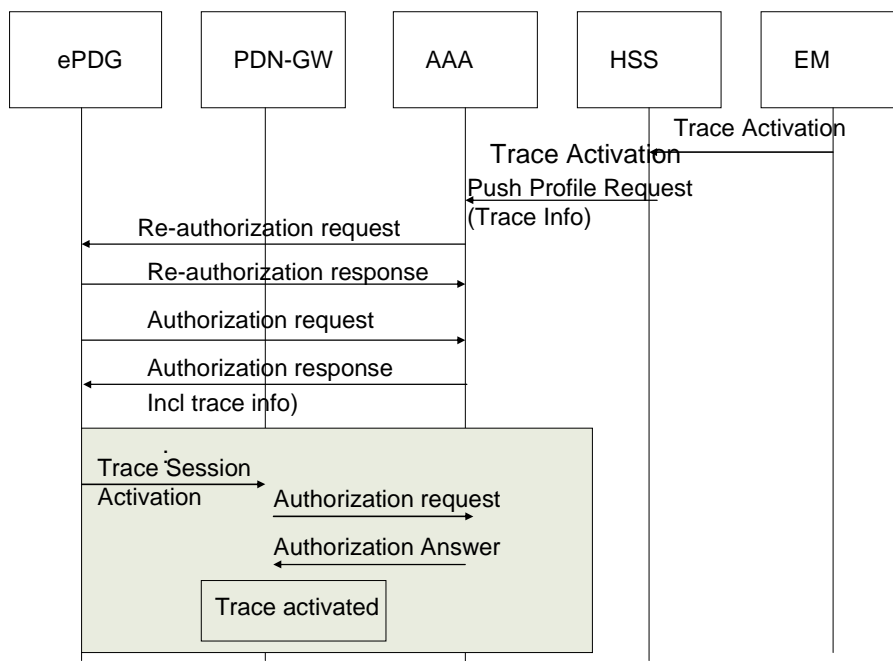 ePDG
PDN-GW
AAA
HSS
EM
Trace Activation
Trace Activation
Push Profile Request
(Trace Info)
Re-authorization request
Re-authorization response
Authorization request
Authorization response
Incl trace info)
:
Trace Session
Activation
Authorization request
Authorization Answer
Trace activated